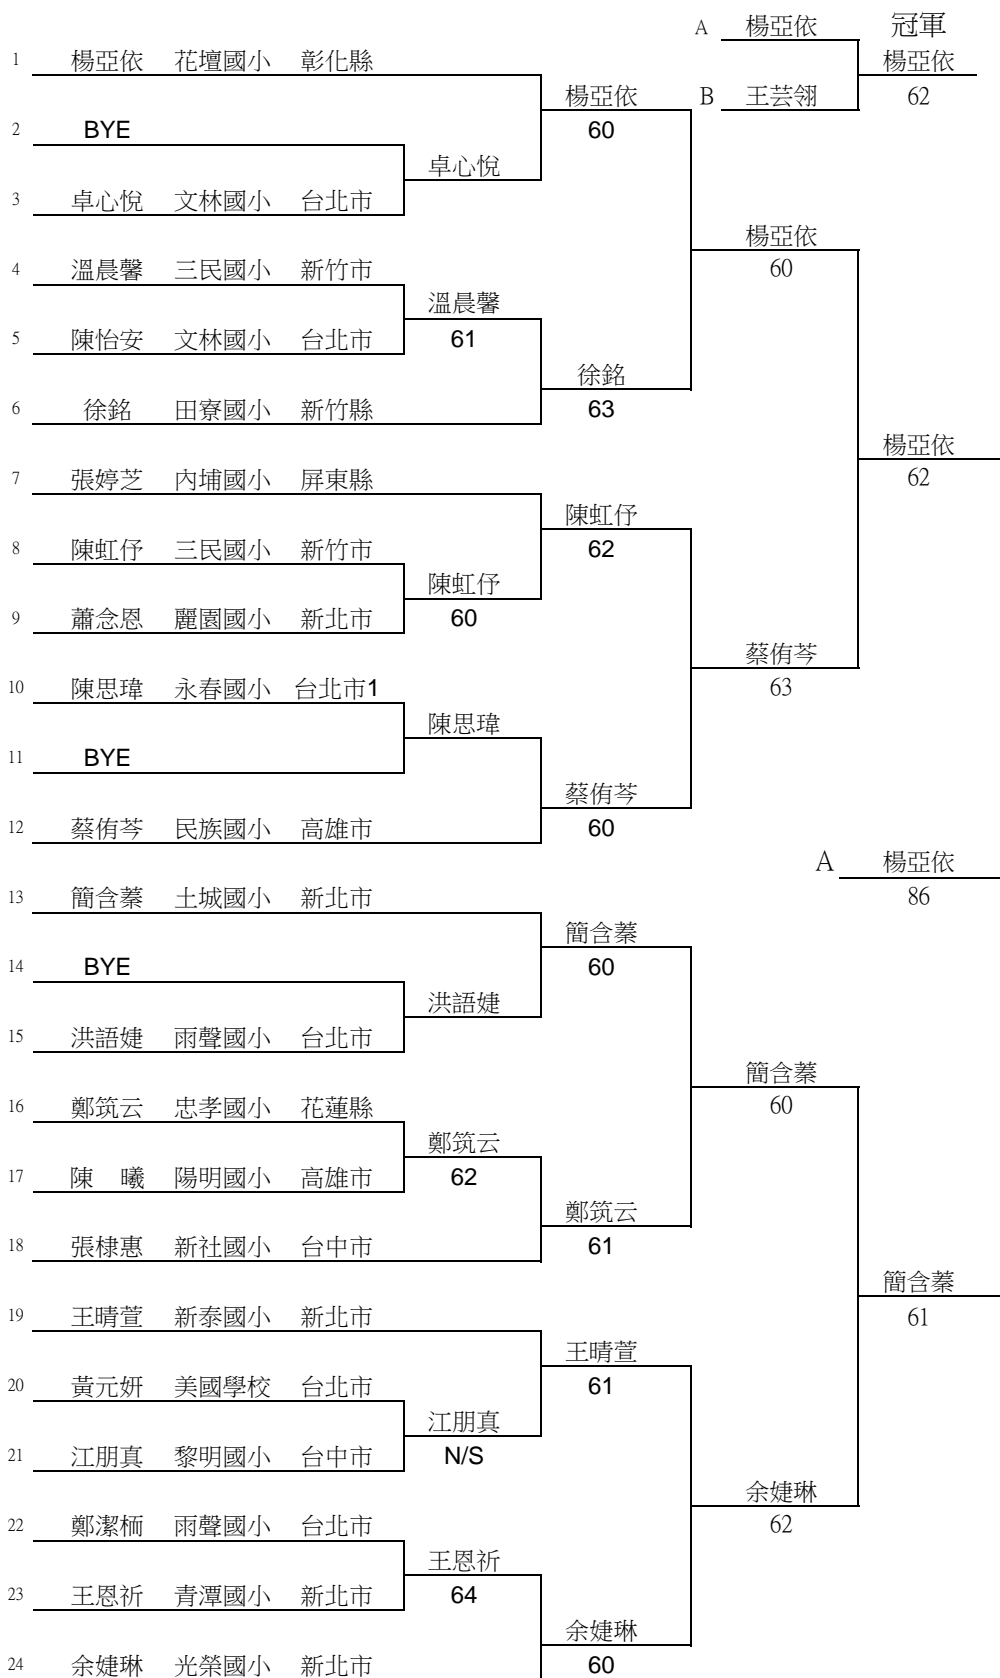 A 楊亞依 冠軍
1 楊亞依 花壇國小 彰化縣 楊亞依
楊亞依 B 王芸翎 62
2 BYE 60
卓心悅
3 卓心悅 文林國小 台北市
楊亞依
4 溫晨馨 三民國小 新竹市 60
溫晨馨
5 陳怡安 文林國小 台北市 61
徐銘
6 徐銘 田寮國小 新竹縣 63
楊亞依
7 張婷芝 內埔國小 屏東縣 62
陳虹伃
8 陳虹伃 三民國小 新竹市 62
陳虹伃
9 蕭念恩 麗園國小 新北市 60
蔡侑芩
10 陳思瑋 永春國小 台北市1 63
陳思瑋
11 BYE
蔡侑芩
12 蔡侑芩 民族國小 高雄市 60
A 楊亞依
13 簡含蓁 土城國小 新北市 86
簡含蓁
14 BYE 60
洪語婕
15 洪語婕 雨聲國小 台北市
簡含蓁
16 鄭筑云 忠孝國小 花蓮縣 60
鄭筑云
17 陳 曦 陽明國小 高雄市 62
鄭筑云
18 張棣惠 新社國小 台中市 61
簡含蓁
19 王晴萱 新泰國小 新北市 61
王晴萱
20 黃元妍 美國學校 台北市 61
江朋真
21 江朋真 黎明國小 台中市 N/S
余婕琳
22 鄭潔栭 雨聲國小 台北市 62
王恩祈
23 王恩祈 青潭國小 新北市 64
余婕琳
24 余婕琳 光榮國小 新北市 60